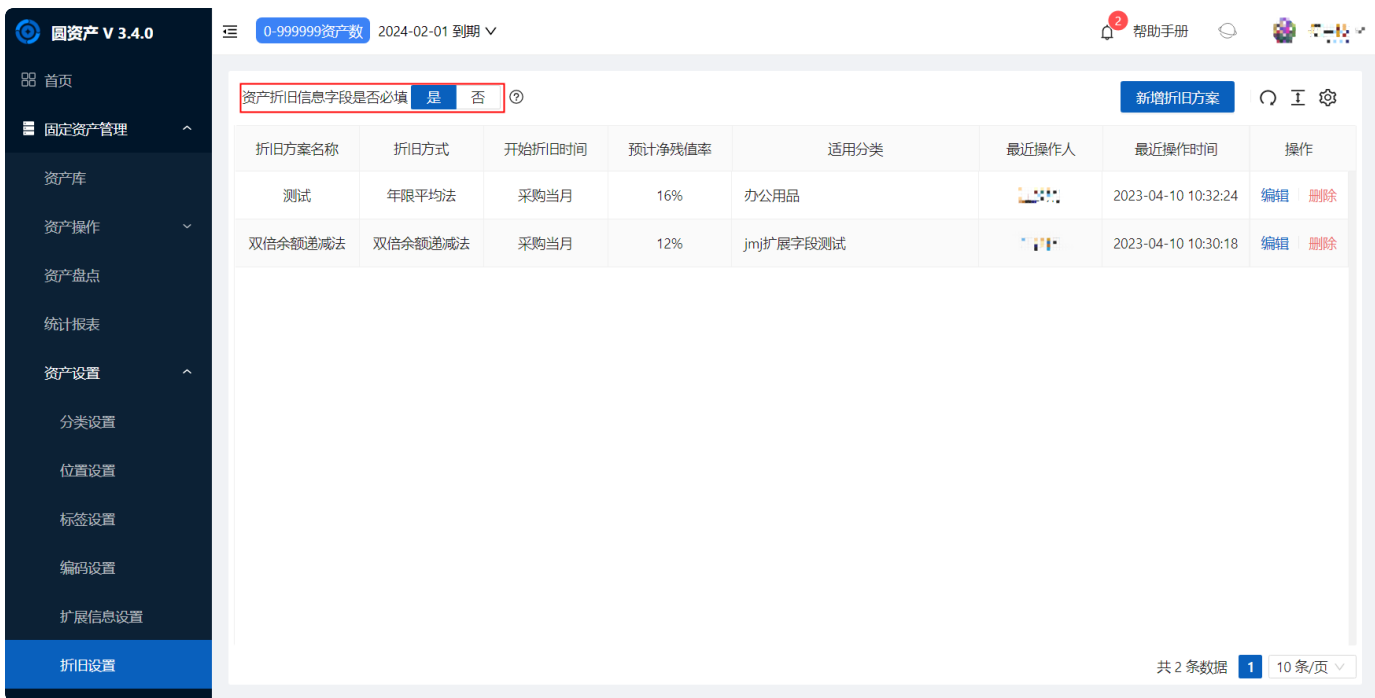 圆资产 V 3.4.0
0-999999资产数 2024-02-01 到期
2
帮助手册
首页
固定资产管理
资产库
资产操作
资产盘点
统计报表
资产设置
分类设置
位置设置
标签设置
编码设置
扩展信息设置
折旧设置
资产折旧信息字段是否必填 是 否
新增折旧方案
折旧方案名称 折旧方式 开始折旧时间 预计净残值率 适用分类 最近操作人 最近操作时间 操作
测试 年限平均法 采购当月 16% 办公用品 2023-04-10 10:32:24 编辑 删除
双倍余额递减法 双倍余额递减法 采购当月 12% jmj扩展字段测试 2023-04-10 10:30:18 编辑 删除
共 2 条数据 1 10 条/页